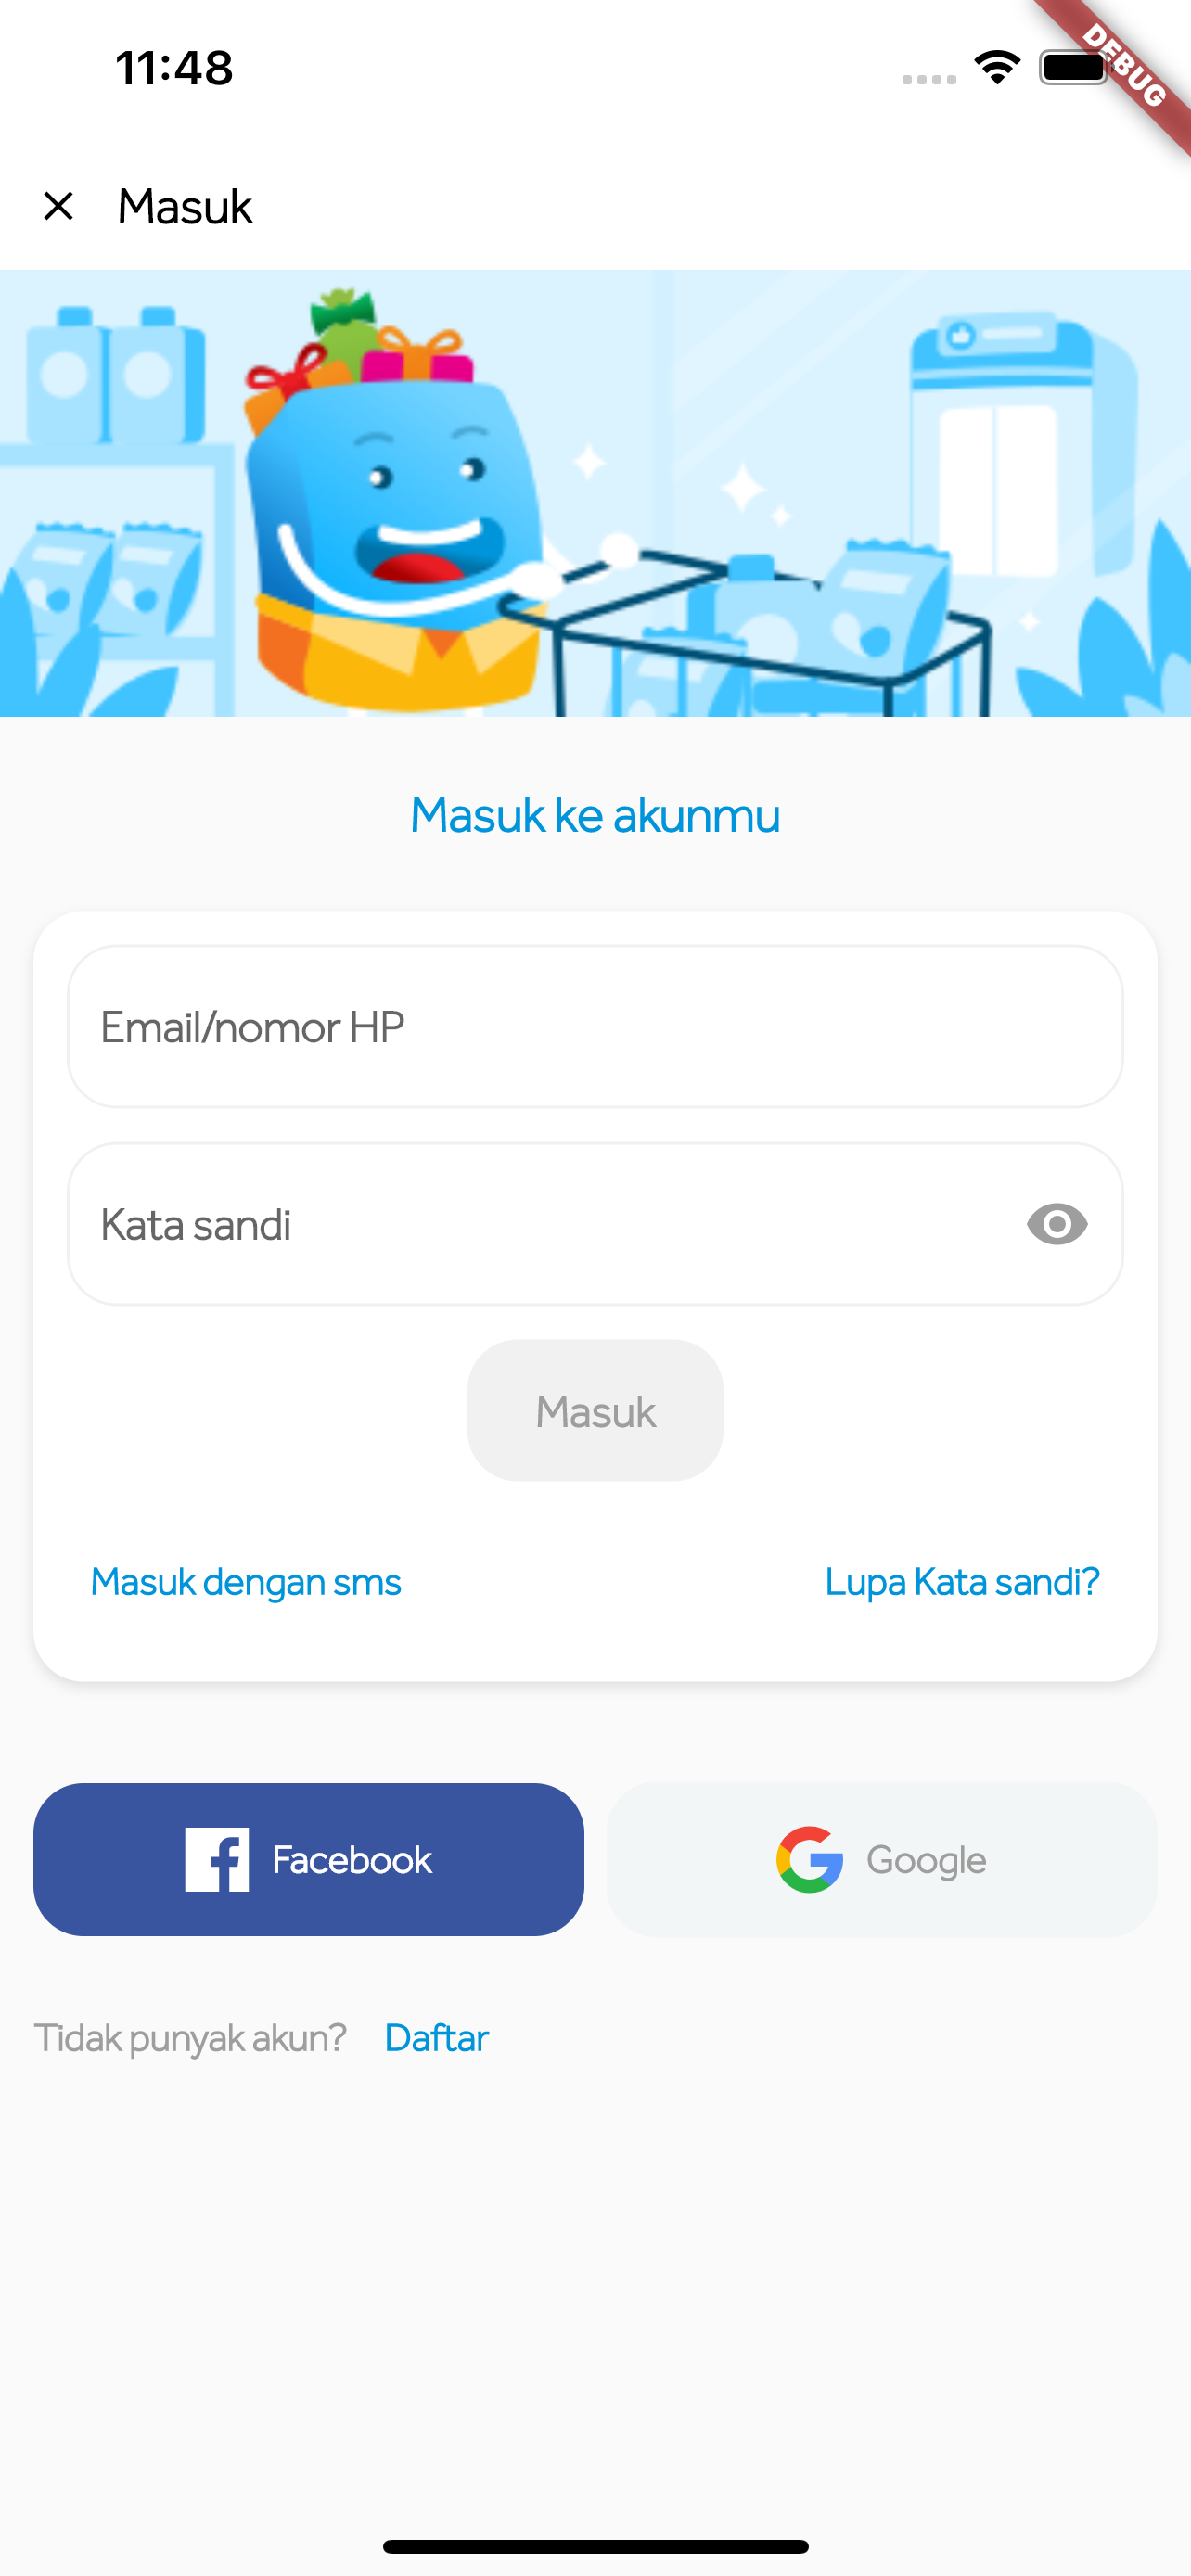 11:48
DEBUG
Masuk
Masuk ke akunmu
Email/nomor HP
Kata sandi
Masuk
Masuk dengan sms
Lupa Kata sandi?
Facebook
Google
Tidak punyak akun? Daftar